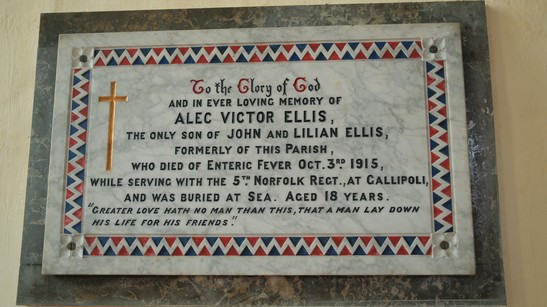 To the Glory of God
AND IN EVER LOVING MEMORY OF
ALEC VICTOR ELLIS,
THE ONLY SON OF JOHN AND LILIAN ELLIS,
FORMERLY OF THIS PARISH,
WHO DIED OF ENTERIC FEVER OCT. 3RD 1915,
WHILE SERVING WITH THE 5TH NORFOLK REGT., AT GALLIPOLI,
AND WAS BURIED AT SEA. AGED 18 YEARS.
"GREATER LOVE HATH NO MAN THAN THIS, THAT A MAN LAY DOWN
HIS LIFE FOR HIS FRIENDS."